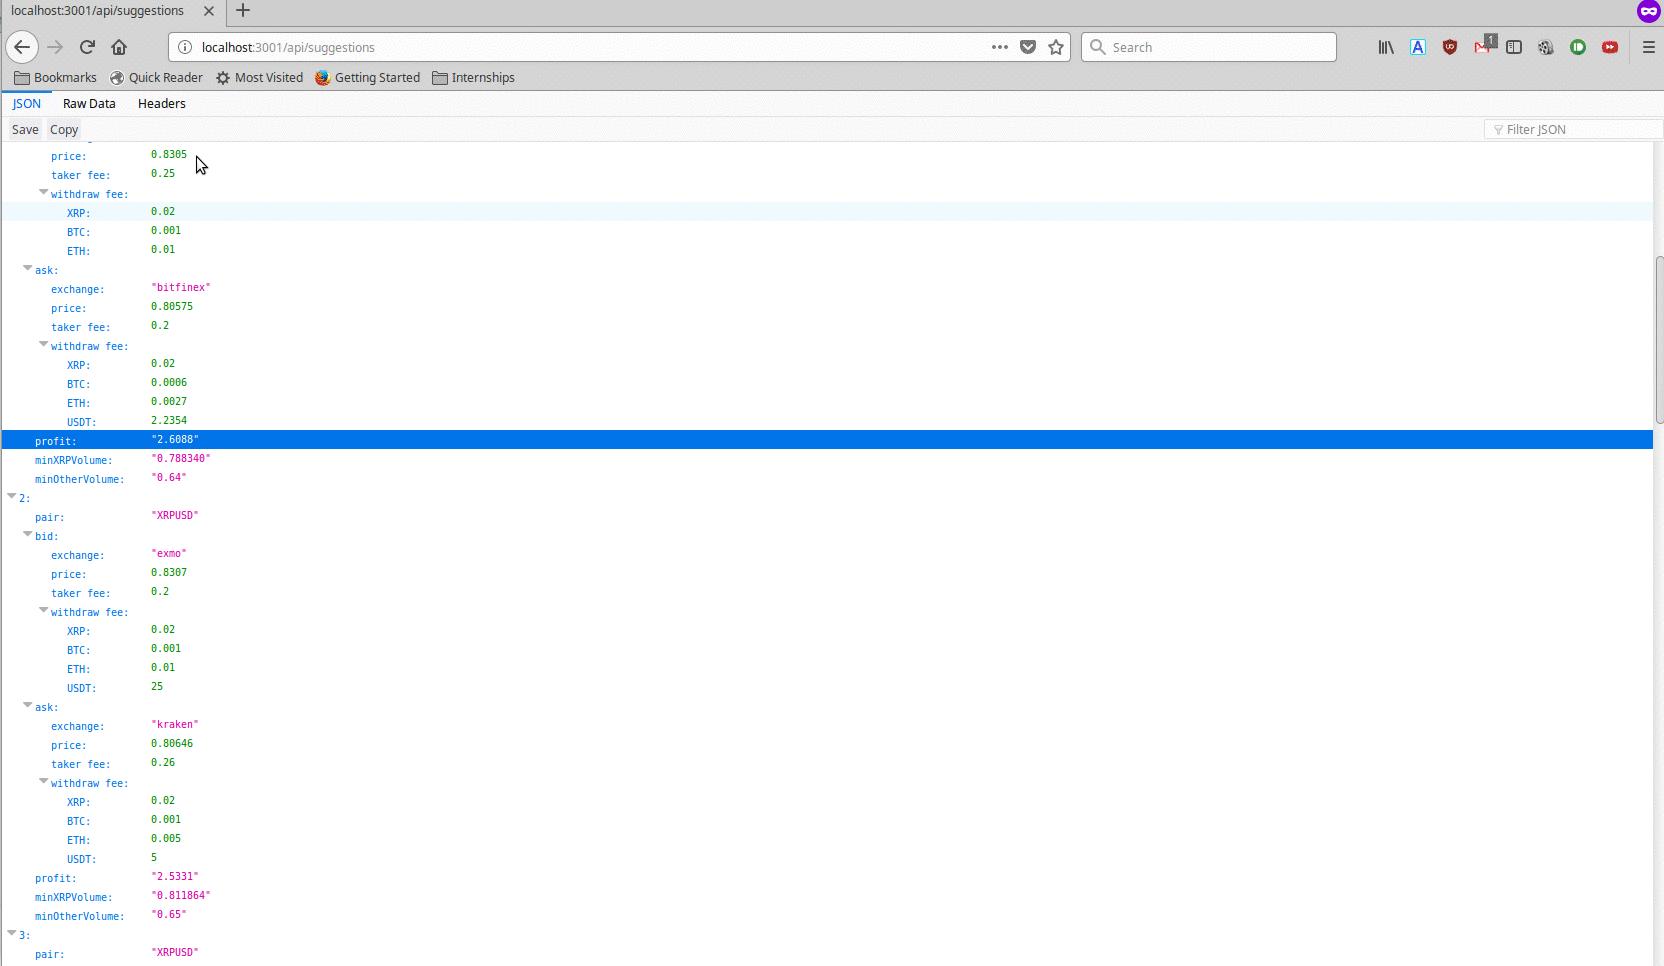 localhost:3001/api/suggestions
localhost:3001/api/suggestions
Search
1
Bookmarks Quick Reader Most Visited Getting Started Internships
JSON Raw Data Headers
Save Copy Filter JSON
price: 0.8305
taker fee: 0.25
withdraw fee:
XRP: 0.02
BTC: 0.001
ETH: 0.01
ask:
exchange: "bitfinex"
price: 0.80575
taker fee: 0.2
withdraw fee:
XRP: 0.02
BTC: 0.0006
ETH: 0.0027
USDT: 2.2354
profit: "2.6088"
minXRPVolume: "0.788340"
minOtherVolume: "0.64"
2:
pair: "XRPUSD"
bid:
exchange: "exmo"
price: 0.8307
taker fee: 0.2
withdraw fee:
XRP: 0.02
BTC: 0.001
ETH: 0.01
USDT: 25
ask:
exchange: "kraken"
price: 0.80646
taker fee: 0.26
withdraw fee:
XRP: 0.02
BTC: 0.001
ETH: 0.005
USDT: 5
profit: "2.5331"
minXRPVolume: "0.811864"
minOtherVolume: "0.65"
3:
pair: "XRPUSD"